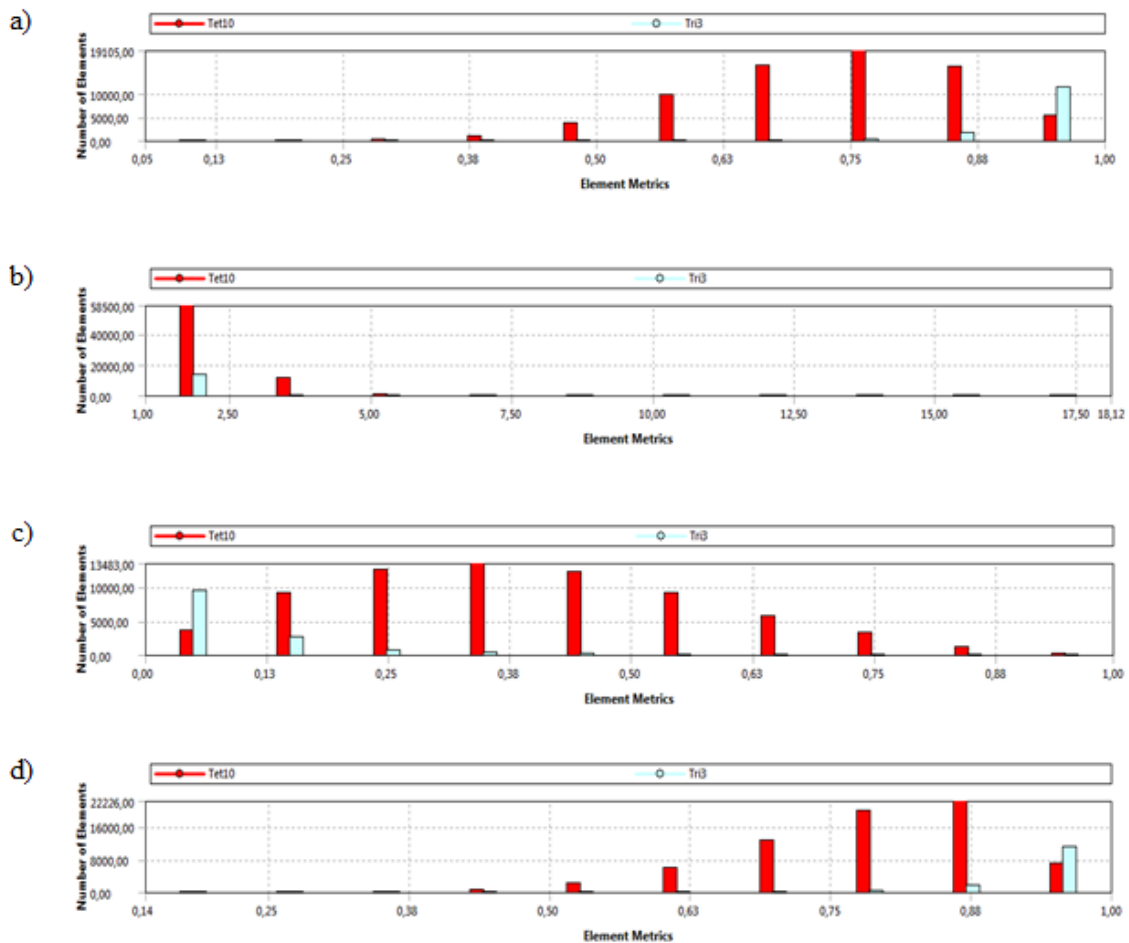 a)
Tet10 Tri3
Number of Elements
19105,00
10000,00
5000,00
0,00
0,05 0,13 0,25 0,38 0,50 0,63 0,75 0,88 1,00
Element Metrics
b)
Tet10 Tri3
Number of Elements
58500,00
40000,00
20000,00
0,00
1,00 2,50 5,00 7,50 10,00 12,50 15,00 17,50 18,12
Element Metrics
c)
Tet10 Tri3
Number of Elements
13483,00
10000,00
5000,00
0,00
0,00 0,13 0,25 0,38 0,50 0,63 0,75 0,88 1,00
Element Metrics
d)
Tet10 Tri3
Number of Elements
22226,00
16000,00
8000,00
0,00
0,14 0,25 0,38 0,50 0,63 0,75 0,88 1,00
Element Metrics